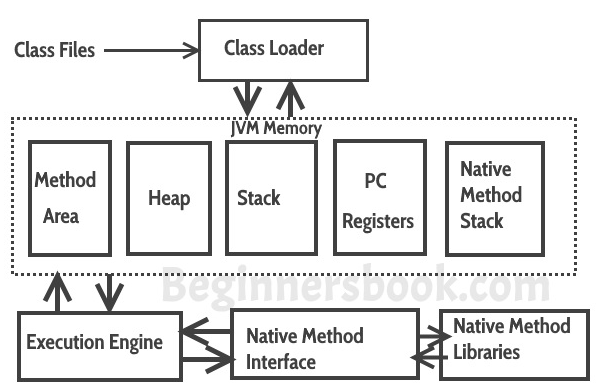 Class Files
Class Loader
JVM Memory
Method
Area
Heap
Stack
PC
Registers
Native
Method
Stack
Beginnersbook.com
Execution Engine
Native Method
Interface
Native Method
Libraries